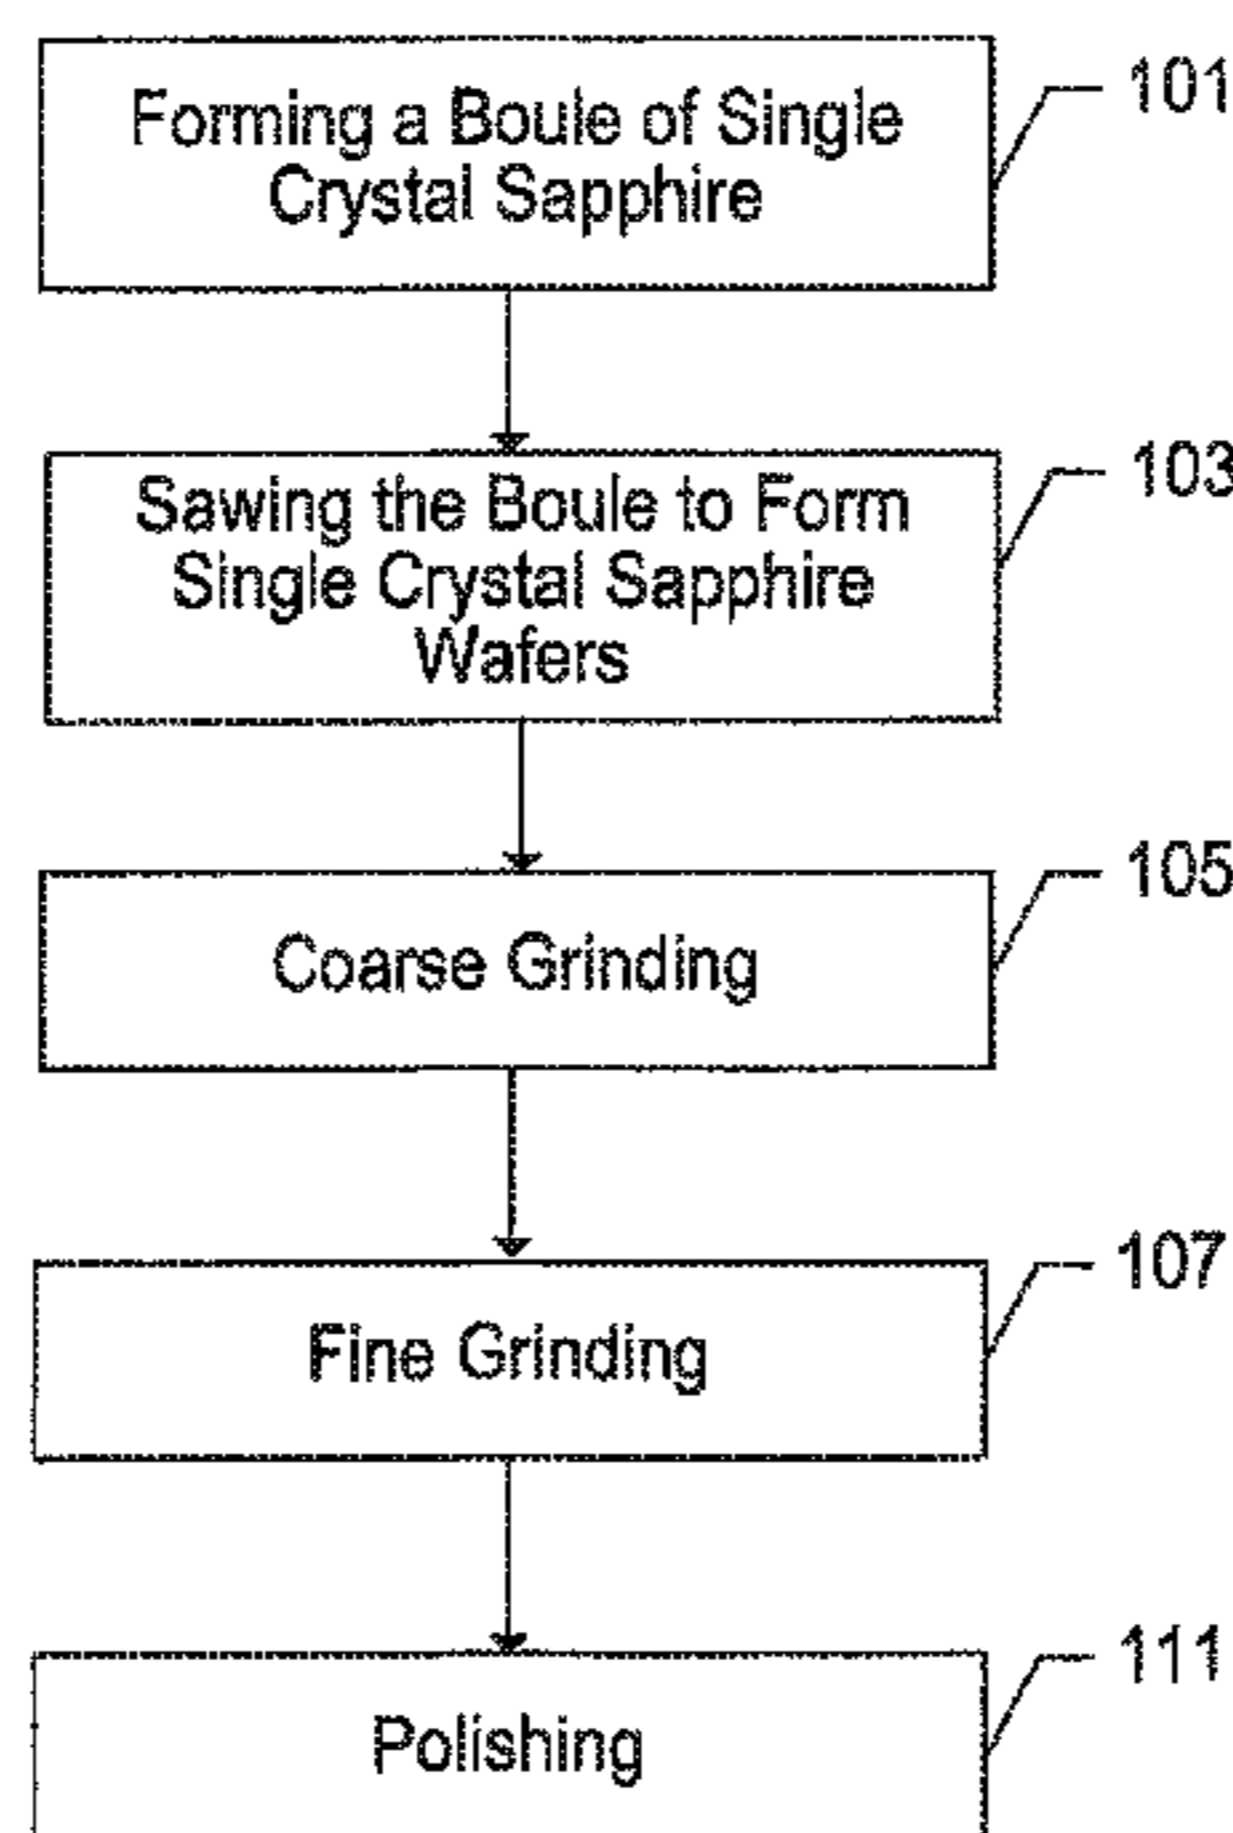 Forming a Boule of Single
Crystal Sapphire
101
Sawing the Boule to Form
Single Crystal Sapphire
Wafers
103
Coarse Grinding
105
Fine Grinding
107
Polishing
111